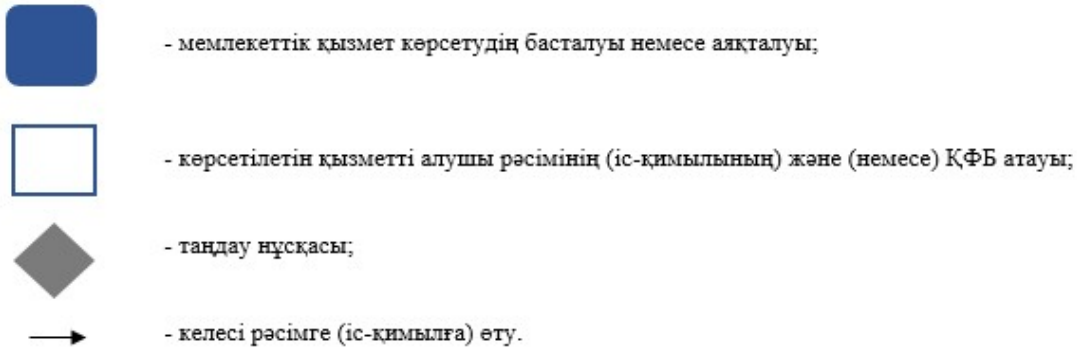 - мемлекеттік қызмет көрсетудің басталуы немесе аяқталуы;
- көрсетілетін қызметті алушы рәсімінің (іс-қимылының) және (немесе) ҚФБ атауы;
- таңдау нұсқасы;
- келесі рәсімге (іс-қимылға) өту.